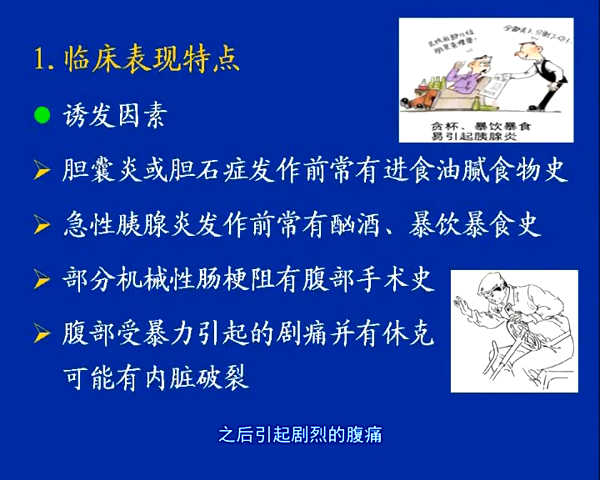 1.临床表现特点
诱发因素
贪杯、暴饮暴食
易引起胰腺炎
胆囊炎或胆石症发作前常有进食油腻食物史
急性胰腺炎发作前常有酗酒、暴饮暴食史
部分机械性肠梗阻有腹部手术史
腹部受暴力引起的剧痛并有休克
可能有内脏破裂
之后引起剧烈的腹痛